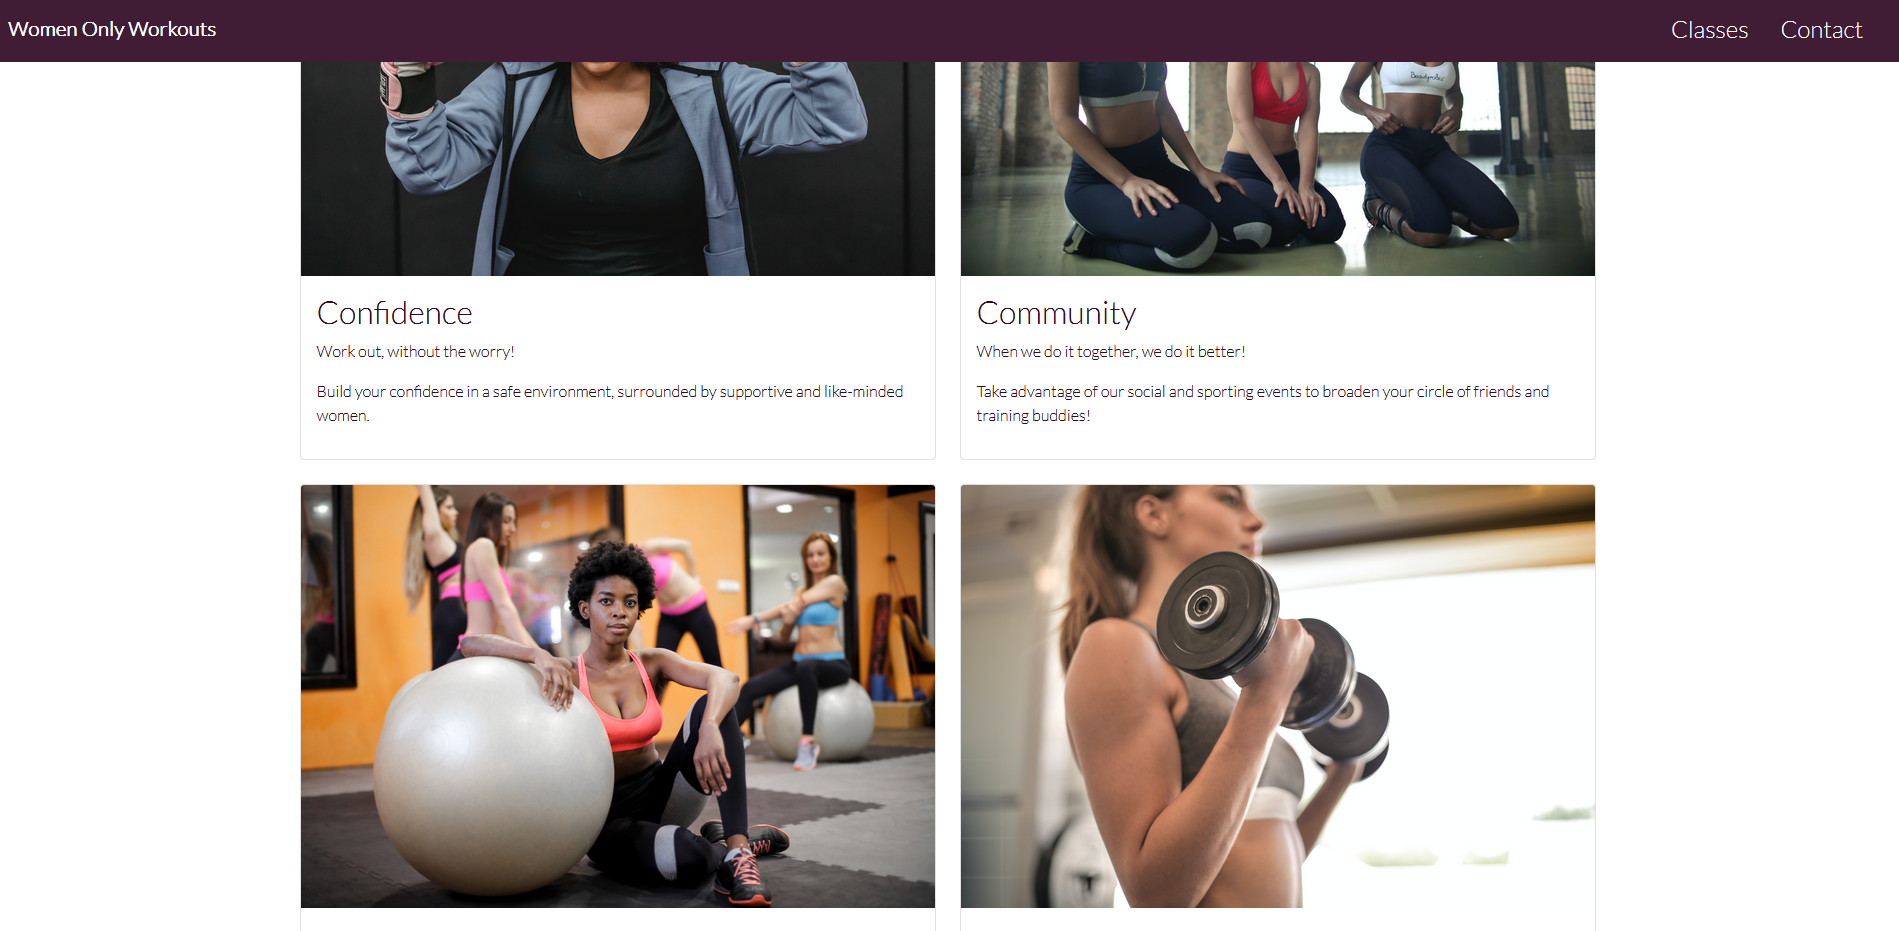 Women Only Workouts
Classes
Contact
Confidence
Work out, without the worry!
Build your confidence in a safe environment, surrounded by supportive and like-minded
women.
Community
When we do it together, we do it better!
Take advantage of our social and sporting events to broaden your circle of friends and
training buddies!